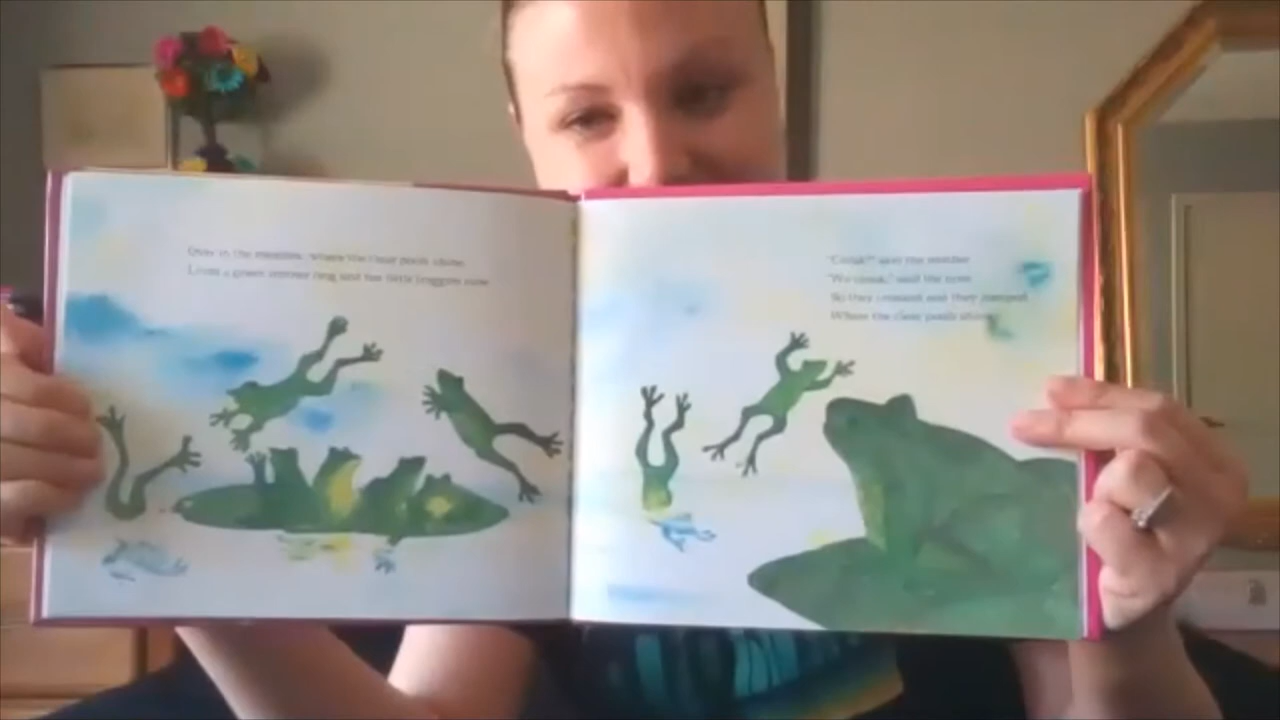 Over in the meadow, where the clear pools shine,
Lived a green mother frog and her little froggies nine.
"Croak!" said the mother.
"We croak," said the nine.
So they croaked and they jumped
Where the clear pools shine.